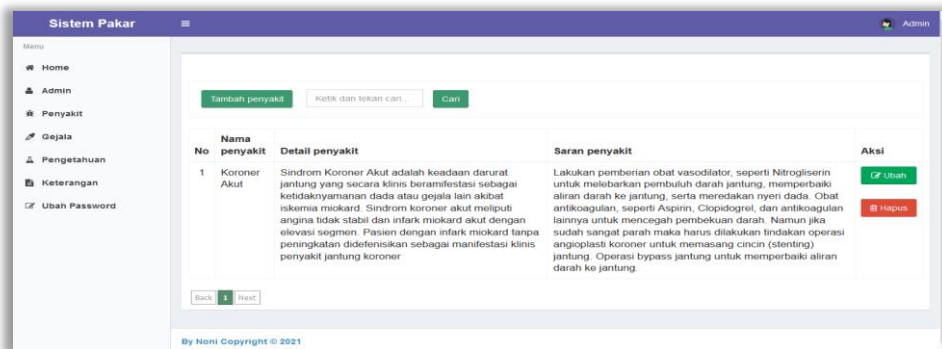 Sistem Pakar
Admin
Menu
Home
Admin
Penyakit
Gejala
Pengetahuan
Keterangan
Ubah Password
Tambah penyakit
Ketik dan tekan cari...
Cari
No
Nama
penyakit
Detail penyakit
Saran penyakit
Aksi
1
Koroner
Akut
Sindrom Koroner Akut adalah keadaan darurat
jantung yang secara klinis beramifestasi sebagai
ketidaknyamanan dada atau gejala lain akibat
iskemia miokard. Sindrom koroner akut meliputi
angina tidak stabil dan infark miokard akut dengan
elevasi segmen. Pasien dengan infark miokard tanpa
peningkatan didefenisikan sebagai manifestasi klinis
penyakit jantung koroner
Lakukan pemberian obat vasodilator, seperti Nitrogliserin
untuk melebarkan pembuluh darah jantung, memperbaiki
aliran darah ke jantung, serta meredakan nyeri dada. Obat
antikoagulan, seperti Aspirin, Clopidogrel, dan antikoagulan
lainnya untuk mencegah pembekuan darah. Namun jika
sudah sangat parah maka harus dilakukan tindakan operasi
angioplasti koroner untuk memasang cincin (stenting)
jantung. Operasi bypass jantung untuk memperbaiki aliran
darah ke jantung.
Ubah
Hapus
Back 1 Next
By Noni Copyright © 2021